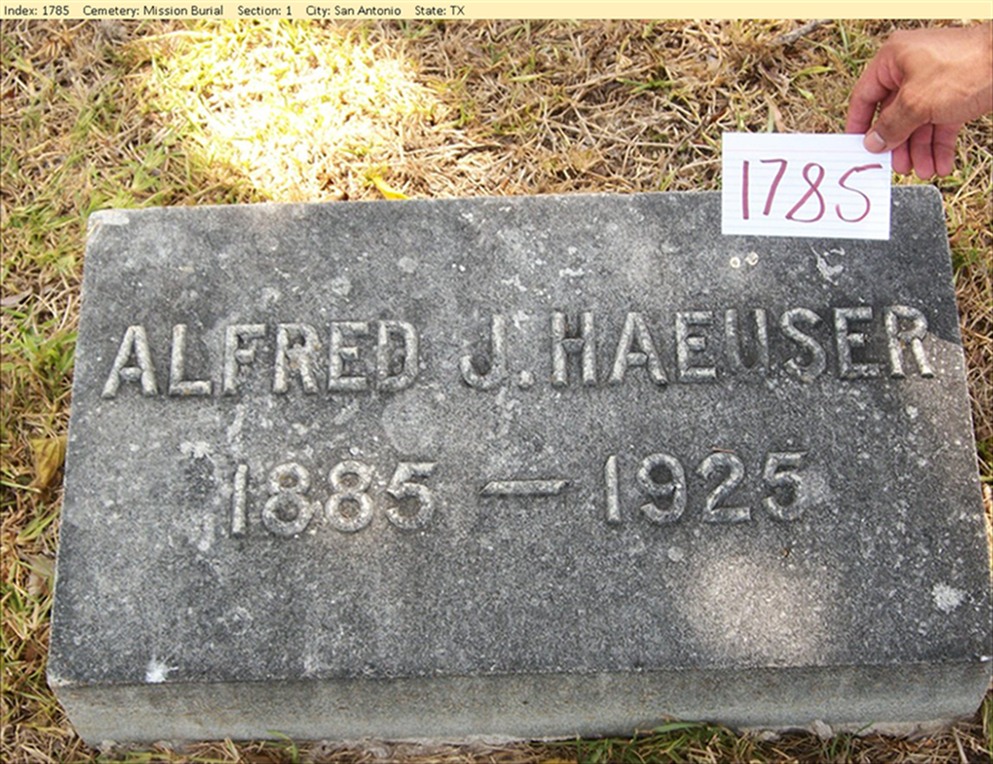 Index: 1785 Cemetery: Mission Burial Section: 1 City: San Antonio State: TX
1785
ALFRED J. HAEUSER
1885 — 1925